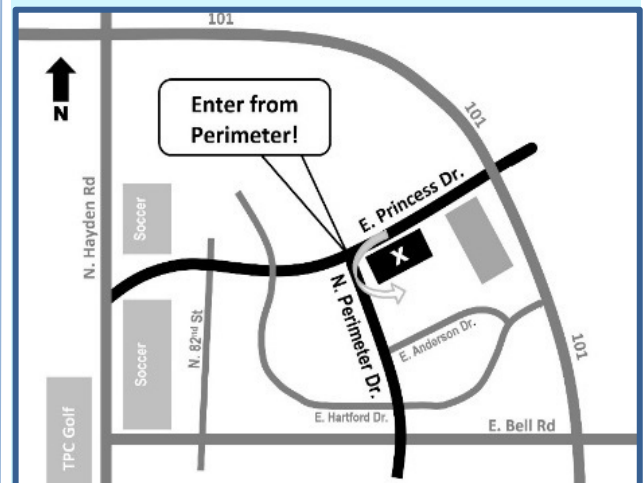 101
N
Enter from
Perimeter!
101
N. Hayden Rd
Soccer
E. Princess Dr.
X
Soccer
N. 82nd St
N. Perimeter Dr.
E. Anderson Dr.
101
E. Hartford Dr.
E. Bell Rd
TPC Golf